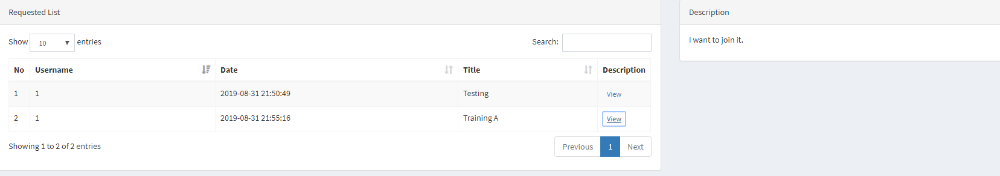 Requested List
Show 10 entries
Search:
No Username Date Title Description
1 1 2019-08-31 21:50:49 Testing View
2 1 2019-08-31 21:55:16 Training A View
Showing 1 to 2 of 2 entries
Previous 1 Next
Description
I want to join it.